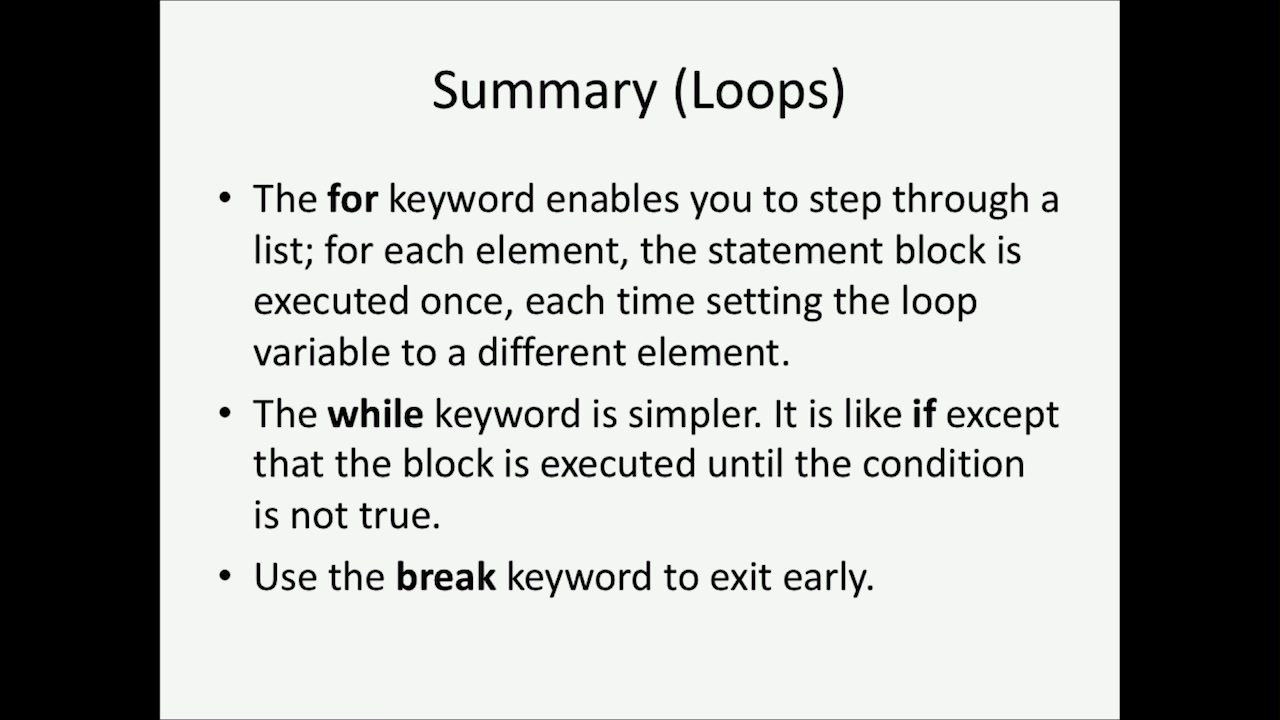 Summary (Loops)
• The for keyword enables you to step through a
list; for each element, the statement block is
executed once, each time setting the loop
variable to a different element.
• The while keyword is simpler. It is like if except
that the block is executed until the condition
is not true.
• Use the break keyword to exit early.